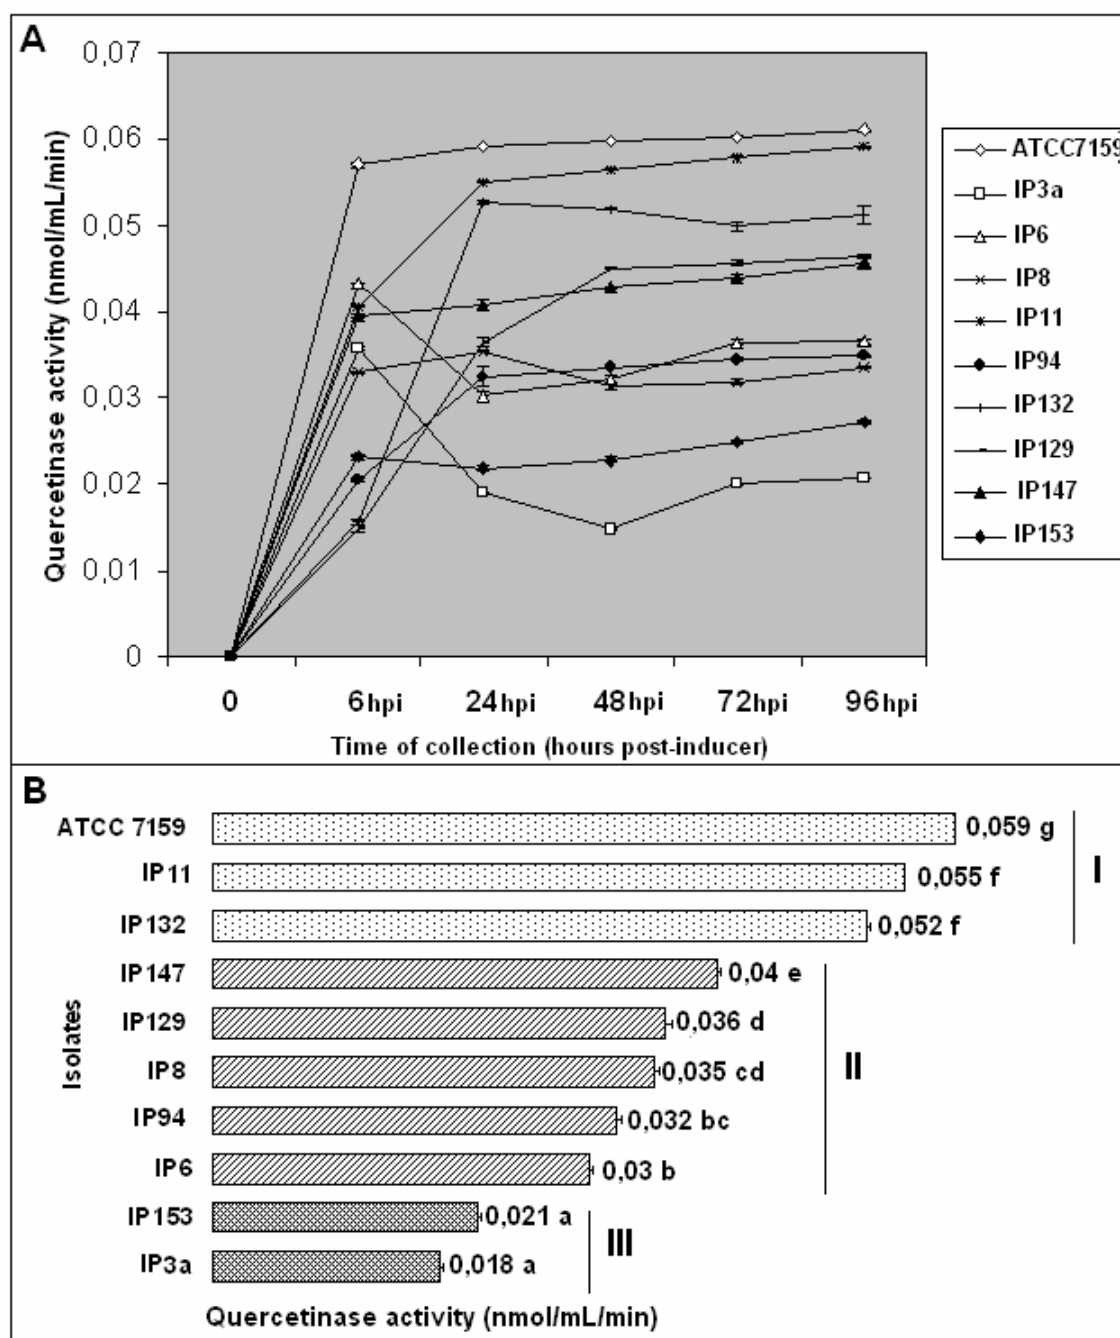 A
0,07
0,06
0,05
0,04
0,03
0,02
0,01
0
Quercetinase activity (nmol/mL/min)
0 6hpi 24hpi 48hpi 72hpi 96hpi
Time of collection (hours post-inducer)
ATCC7159
IP3a
IP6
IP8
IP11
IP94
IP132
IP129
IP147
IP153
B
Isolates
ATCC 7159 0,059 g
IP11 0,055 f
IP132 0,052 f
I
IP147 0,04 e
IP129 0,036 d
IP8 0,035 cd
IP94 0,032 bc
IP6 0,03 b
II
IP153 0,021 a
IP3a 0,018 a
III
Quercetinase activity (nmol/mL/min)